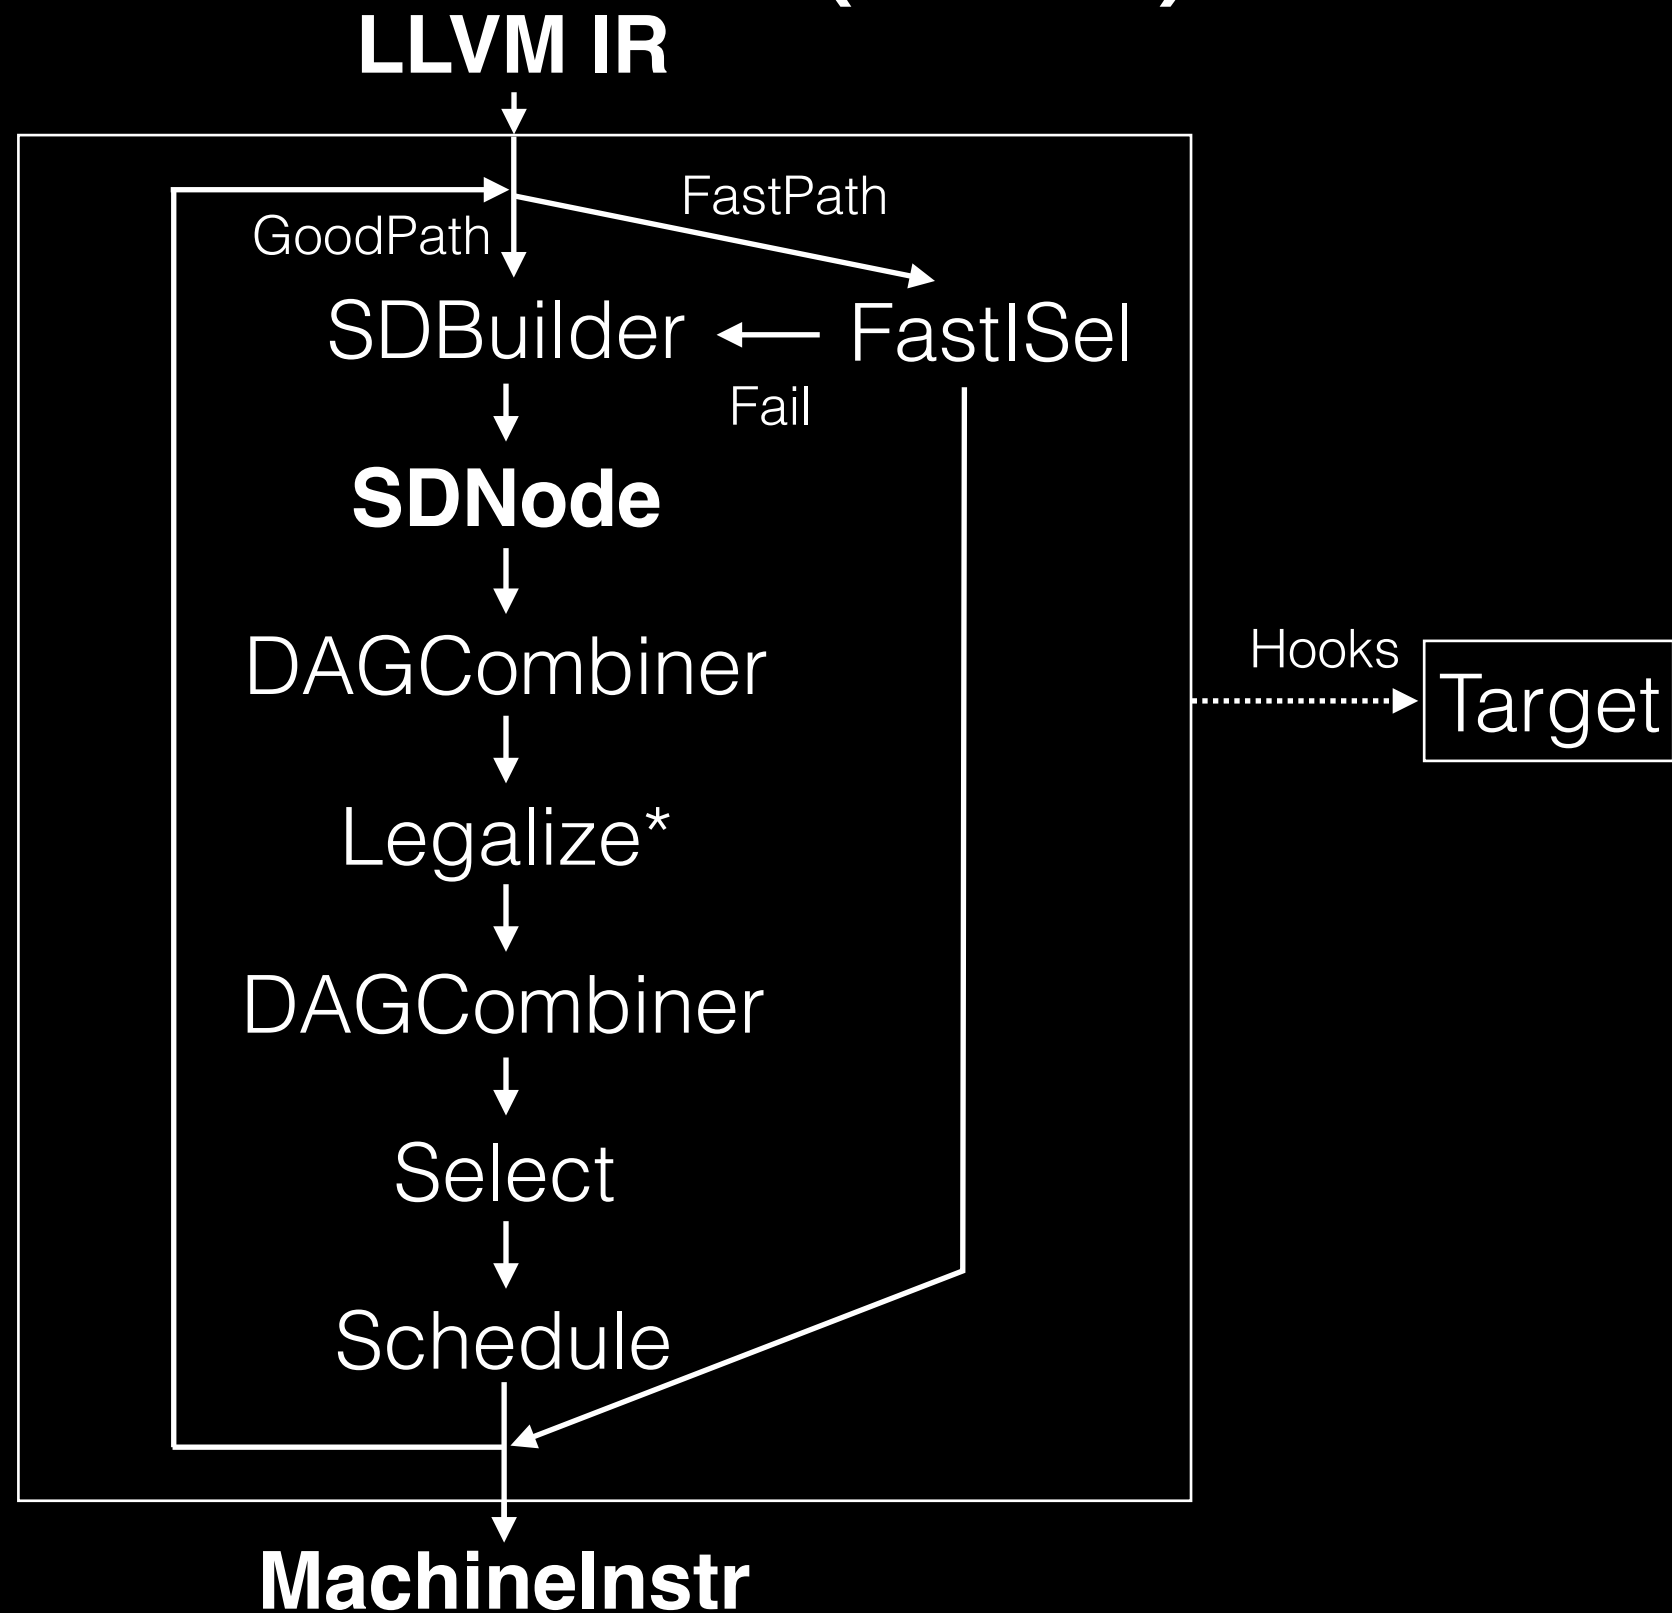 LLVM IR
FastPath
GoodPath
SDBuilder
FastISel
Fail
SDNode
DAGCombiner
Hooks
Target
Legalize*
DAGCombiner
Select
Schedule
MachineInstr